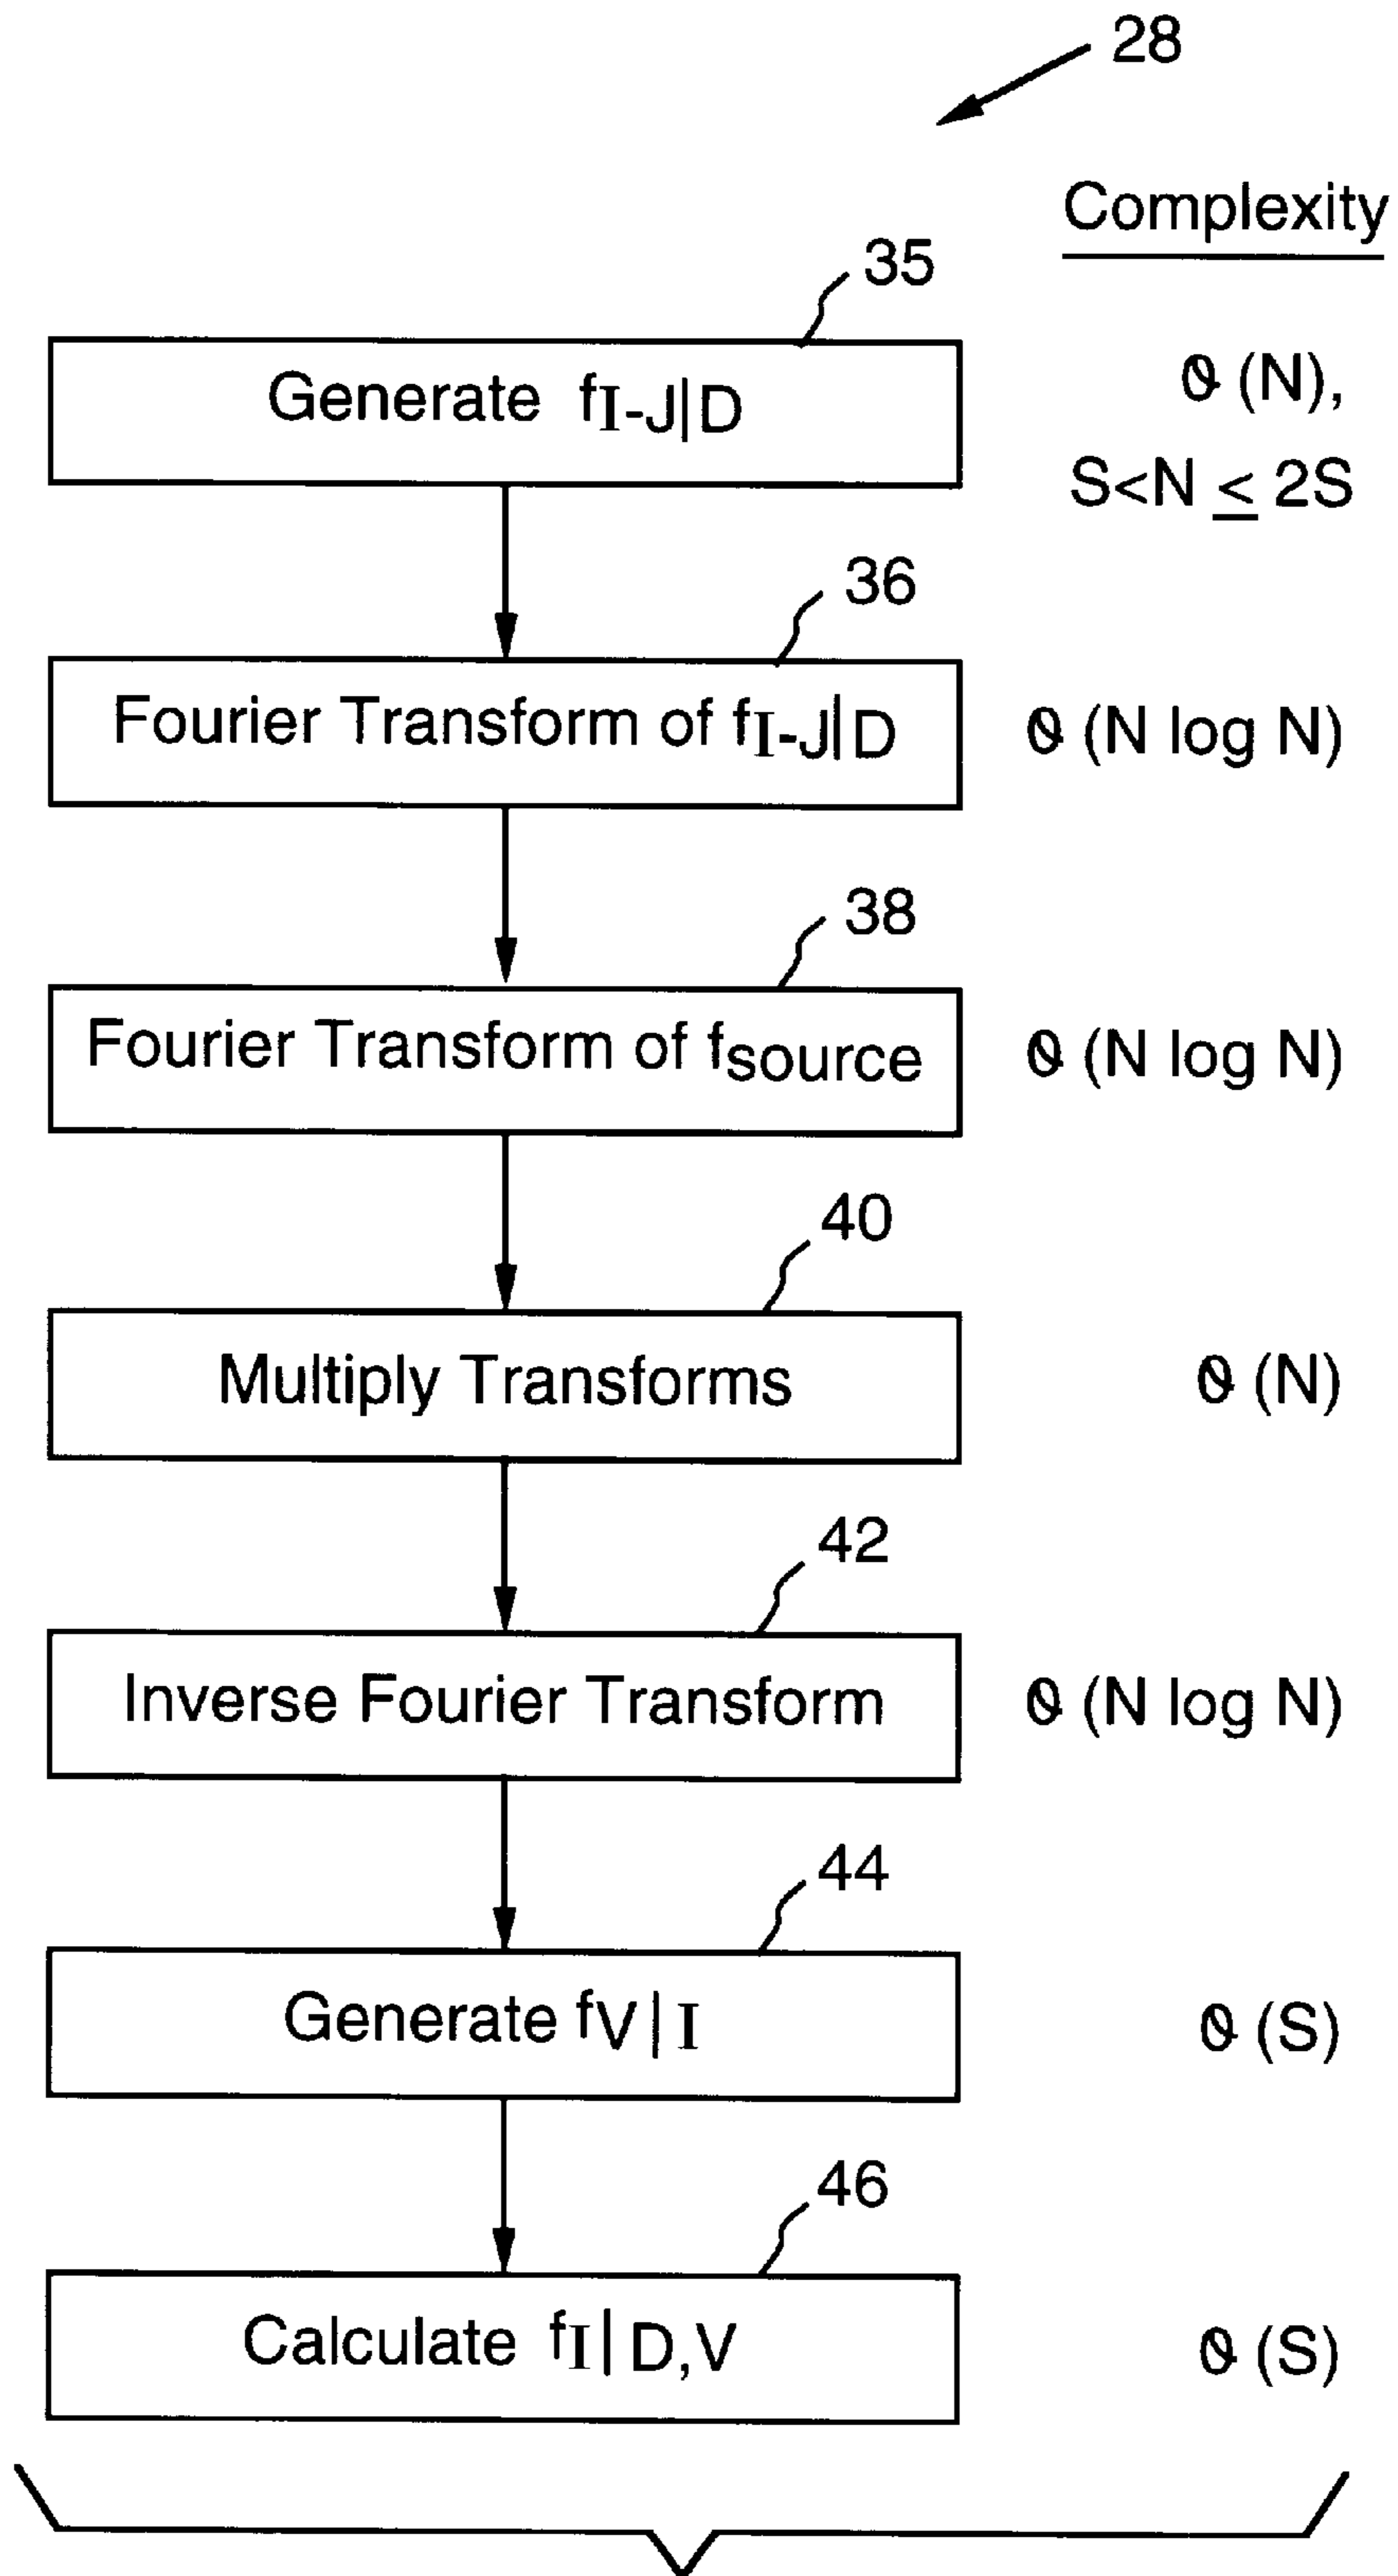 28
Complexity
35
Generate fI-J|D
ϑ (N),
S<N ≤ 2S
36
Fourier Transform of fI-J|D
ϑ (N log N)
38
Fourier Transform of fsource
ϑ (N log N)
40
Multiply Transforms
ϑ (N)
42
Inverse Fourier Transform
ϑ (N log N)
44
Generate fV|I
ϑ (S)
46
Calculate fI|D,V
ϑ (S)